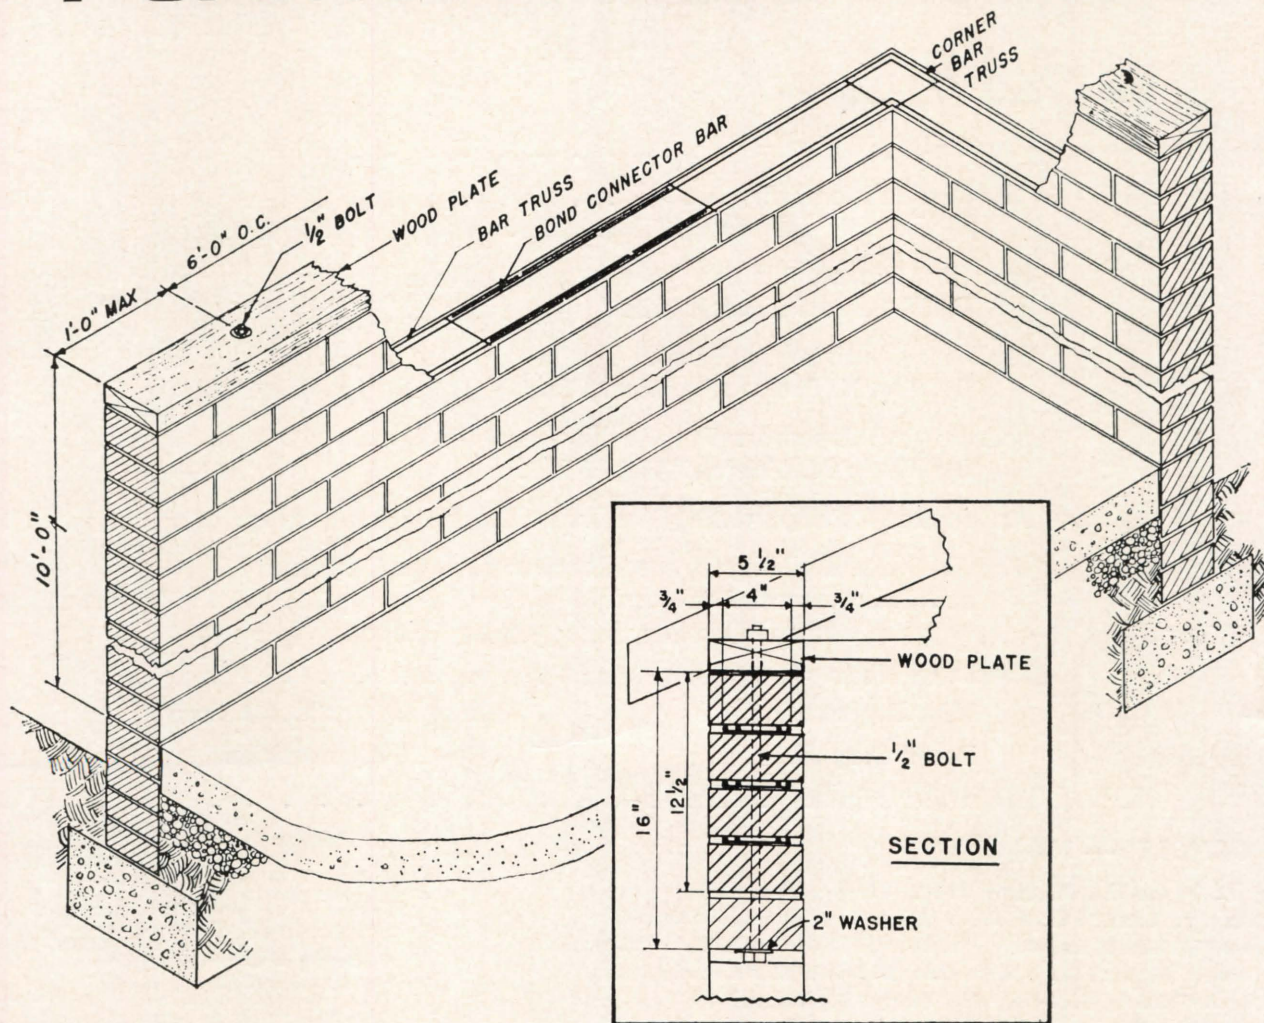 CORNER
BAR
TRUSS
BOND CONNECTOR BAR
BAR TRUSS
WOOD PLATE
1/2" BOLT
6'-0" O.C.
1'-0" MAX
10'-0"
5 1/2"
3/4" 4" 3/4"
WOOD PLATE
1/2" BOLT
12 1/2"
16"
SECTION
2" WASHER